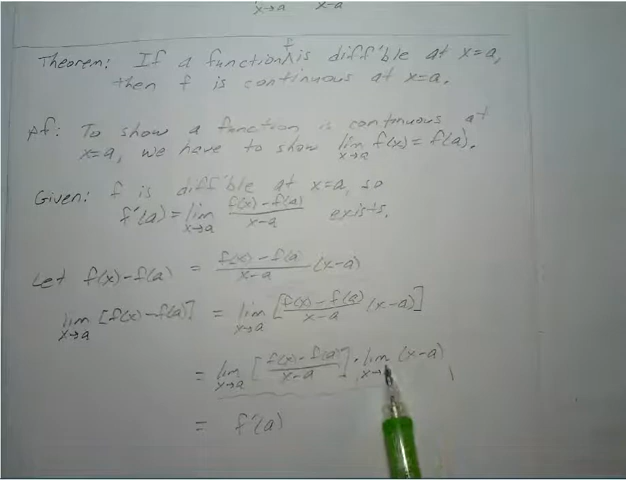 x→a x-a
Theorem: If a function f is diff'ble at x=a,
then f is continuous at x=a.
Pf: To show a function is continuous at
x=a, we have to show lim x→a f(x) = f(a).
Given: f is diff'ble at x=a, so
f'(a) = lim x→a (f(x)-f(a))/(x-a) exists.
Let f(x)-f(a) = (f(x)-f(a))/(x-a) (x-a)
lim x→a [f(x)-f(a)] = lim x→a [(f(x)-f(a))/(x-a) (x-a)]
= lim x→a [(f(x)-f(a))/(x-a)] · lim x→ (x-a)
= f'(a)